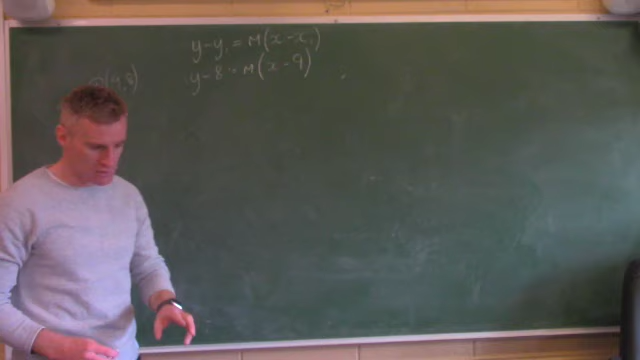 y-y₁ = M(x-x₁)
y-8 = M(x-9)
(9,8)